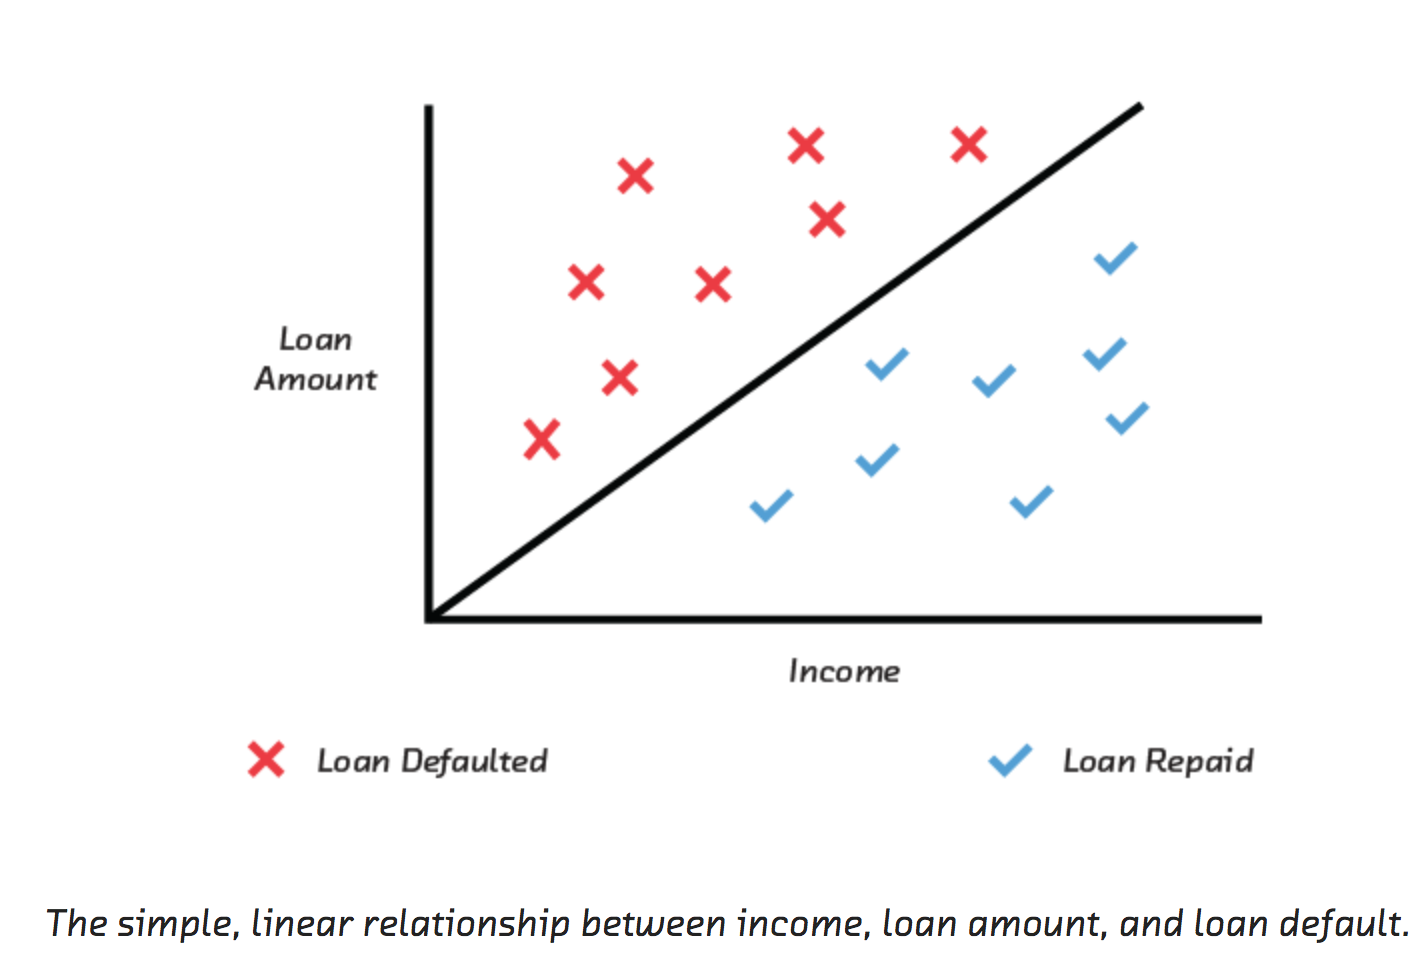 Loan
Amount
Income
Loan Defaulted
Loan Repaid
The simple, linear relationship between income, loan amount, and loan default.